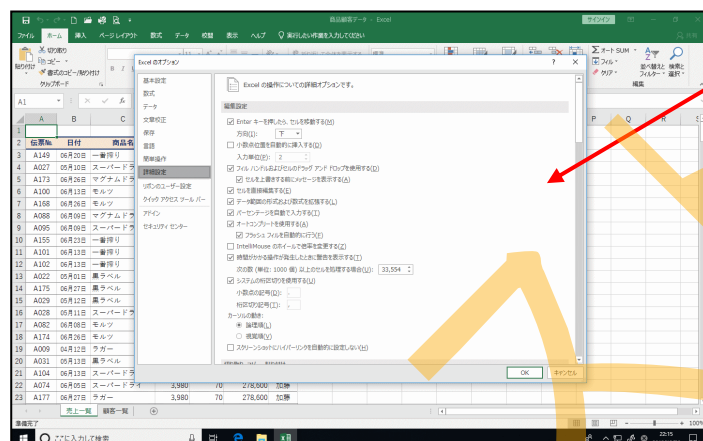 商品顧客データ - Excel
サインイン
ファイル ホーム 挿入 ページ レイアウト 数式 データ 校閲 表示 ヘルプ 実行したい作業を入力してください 共有
貼り付け
切り取り
コピー
書式のコピー/貼り付け
クリップボード
Σ オート SUM
フィル
クリア
並べ替えと フィルター
検索と 選択
編集
A1
Excel のオプション ? ×
基本設定
数式
データ
文章校正
保存
言語
簡単操作
詳細設定
リボンのユーザー設定
クイック アクセス ツール バー
アドイン
セキュリティ センター
Excel の操作についての詳細オプションです。
編集設定
Enter キーを押したら、セルを移動する(M)
方向(I): 下
小数点位置を自動的に挿入する(D)
入力単位(P): 2
フィル ハンドルおよびセルのドラッグ アンド ドロップを使用する(D)
セルを上書きする前にメッセージを表示する(A)
セルを直接編集する(E)
データ範囲の形式および数式を拡張する(L)
パーセンテージを自動で入力する(T)
オートコンプリートを使用する(A)
フラッシュ フィルを自動的に行う(F)
IntelliMouse のホイールで倍率を変更する(Z)
時間がかかる操作が発生したときに警告を表示する(T)
次の数 (単位: 1000 個) 以上のセルを処理する場合(U): 33,554
システムの桁区切りを使用する(U)
小数点の記号(D): .
桁区切り記号(T): ,
カーソルの動き:
論理順(L)
視覚順(V)
スクリーンショットにハイパーリンクを自動的に設定しない(H)
OK キャンセル
A B C P Q R
1
2 伝票№ 日付 商品名
3 A149 06月20日 一番搾り
4 A027 05月10日 スーパードラ
5 A173 06月26日 マグナムドラ
6 A100 06月13日 モルツ
7 A168 06月26日 モルツ
8 A088 06月09日 マグナムドラ
9 A095 06月09日 スーパードラ
10 A155 06月23日 一番搾り
11 A101 06月13日 一番搾り
12 A102 06月13日 一番搾り
13 A022 05月01日 黒ラベル
14 A175 06月27日 黒ラベル
15 A029 05月12日 黒ラベル
16 A028 05月11日 スーパードラ
17 A082 06月08日 モルツ
18 A174 06月26日 モルツ
19 A009 04月12日 ラガー
20 A031 05月13日 黒ラベル
21 A104 06月14日 スーパードラ
22 A074 06月05日 スーパードライ 3,980 70 278,600 加藤
23 A177 06月27日 ラガー 3,980 70 278,600 加藤
売上一覧 顧客一覧
準備完了 100%
ここに入力して検索
22:15